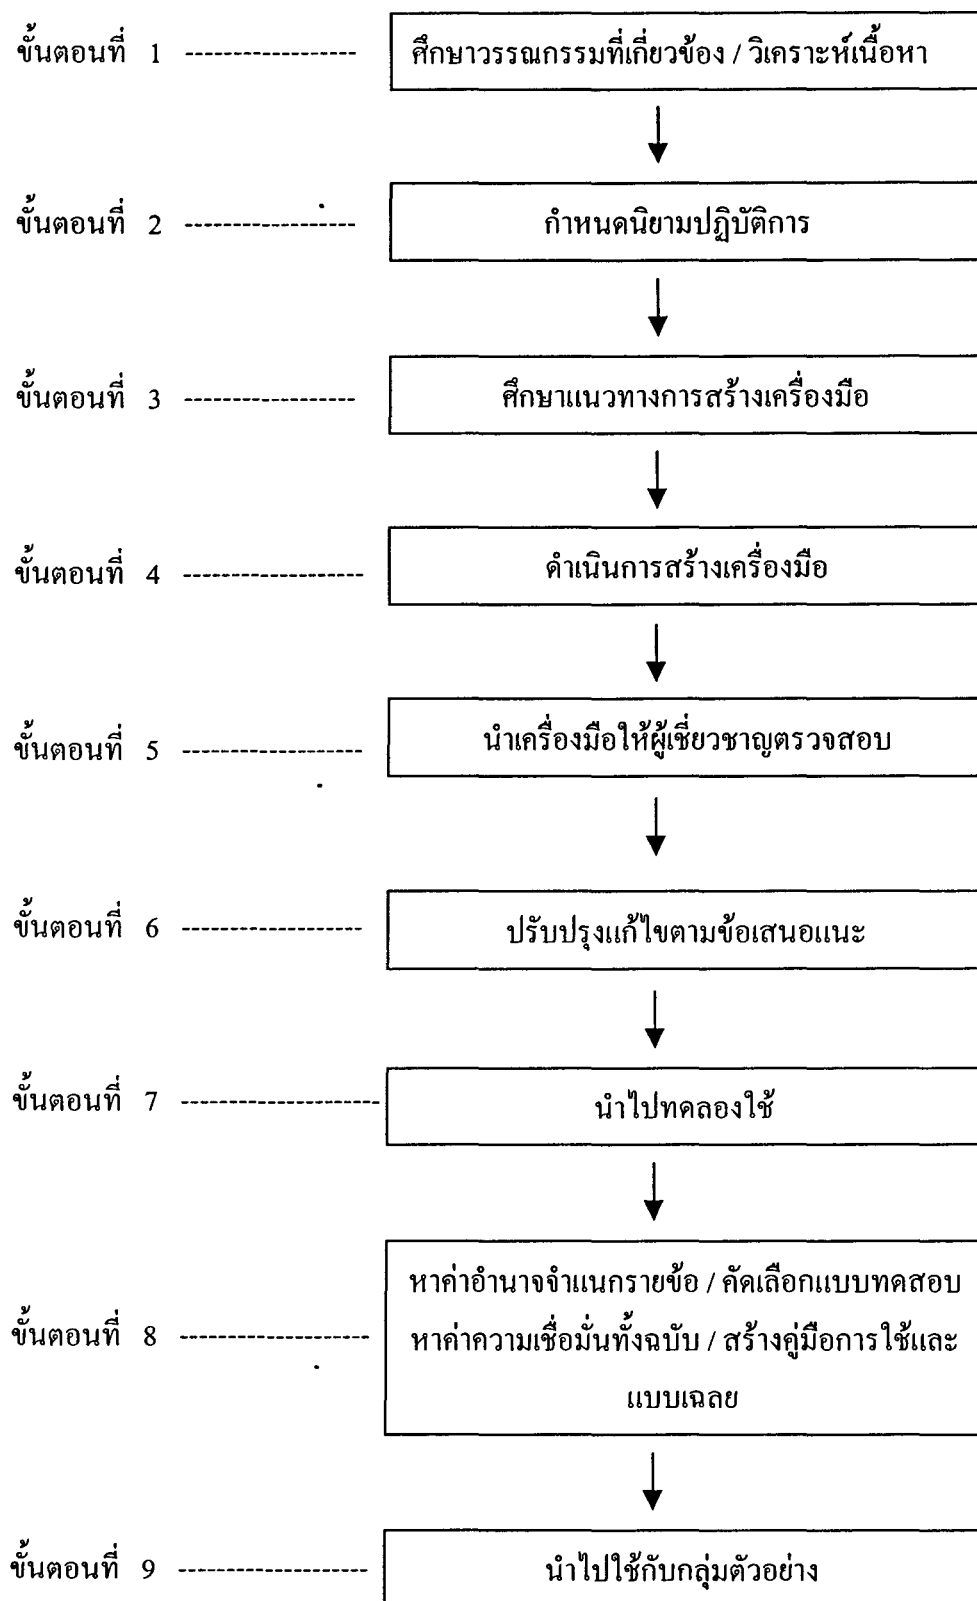 ขั้นตอนที่ 1 ศึกษาวรรณกรรมที่เกี่ยวข้อง / วิเคราะห์เนื้อหา
ขั้นตอนที่ 2 กำหนดนิยามปฏิบัติการ
ขั้นตอนที่ 3 ศึกษาแนวทางการสร้างเครื่องมือ
ขั้นตอนที่ 4 ดำเนินการสร้างเครื่องมือ
ขั้นตอนที่ 5 นำเครื่องมือให้ผู้เชี่ยวชาญตรวจสอบ
ขั้นตอนที่ 6 ปรับปรุงแก้ไขตามข้อเสนอแนะ
ขั้นตอนที่ 7 นำไปทดลองใช้
หาค่าอำนาจจำแนกรายข้อ / คัดเลือกแบบทดสอบ
ขั้นตอนที่ 8 หาค่าความเชื่อมั่นทั้งฉบับ / สร้างคู่มือการใช้และ
แบบเฉลย
ขั้นตอนที่ 9 นำไปใช้กับกลุ่มตัวอย่าง